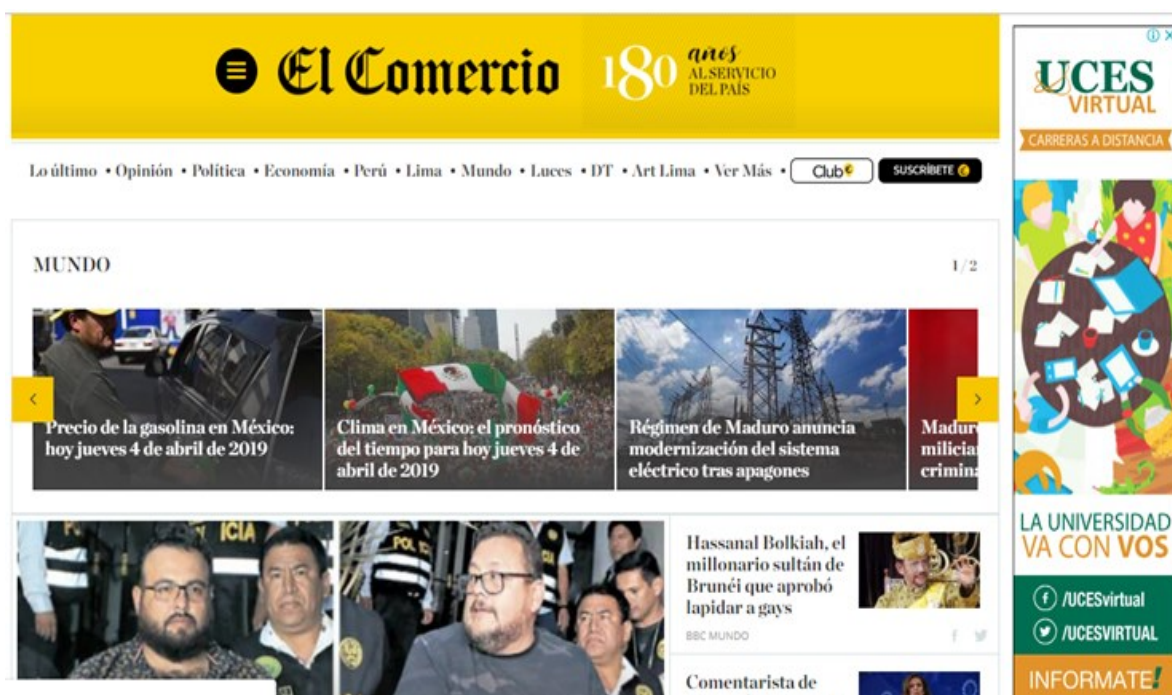 El Comercio
180 años
AL SERVICIO
DEL PAÍS
Lo último • Opinión • Política • Economía • Perú • Lima • Mundo • Luces • DT • Art Lima • Ver Más • Club SUSCRÍBETE
MUNDO
1/2
Precio de la gasolina en México:
hoy jueves 4 de abril de 2019
Clima en México: el pronóstico
del tiempo para hoy jueves 4 de
abril de 2019
Régimen de Maduro anuncia
modernización del sistema
eléctrico tras apagones
POL
ICIA
Hassanal Bolkiah, el
millonario sultán de
Brunéi que aprobó
lapidar a gays
BBC MUNDO
Comentarista de
UCES
VIRTUAL
CARRERAS A DISTANCIA
LA UNIVERSIDAD
VA CON VOS
/UCESvirtual
/UCESVIRTUAL
INFORMATE!